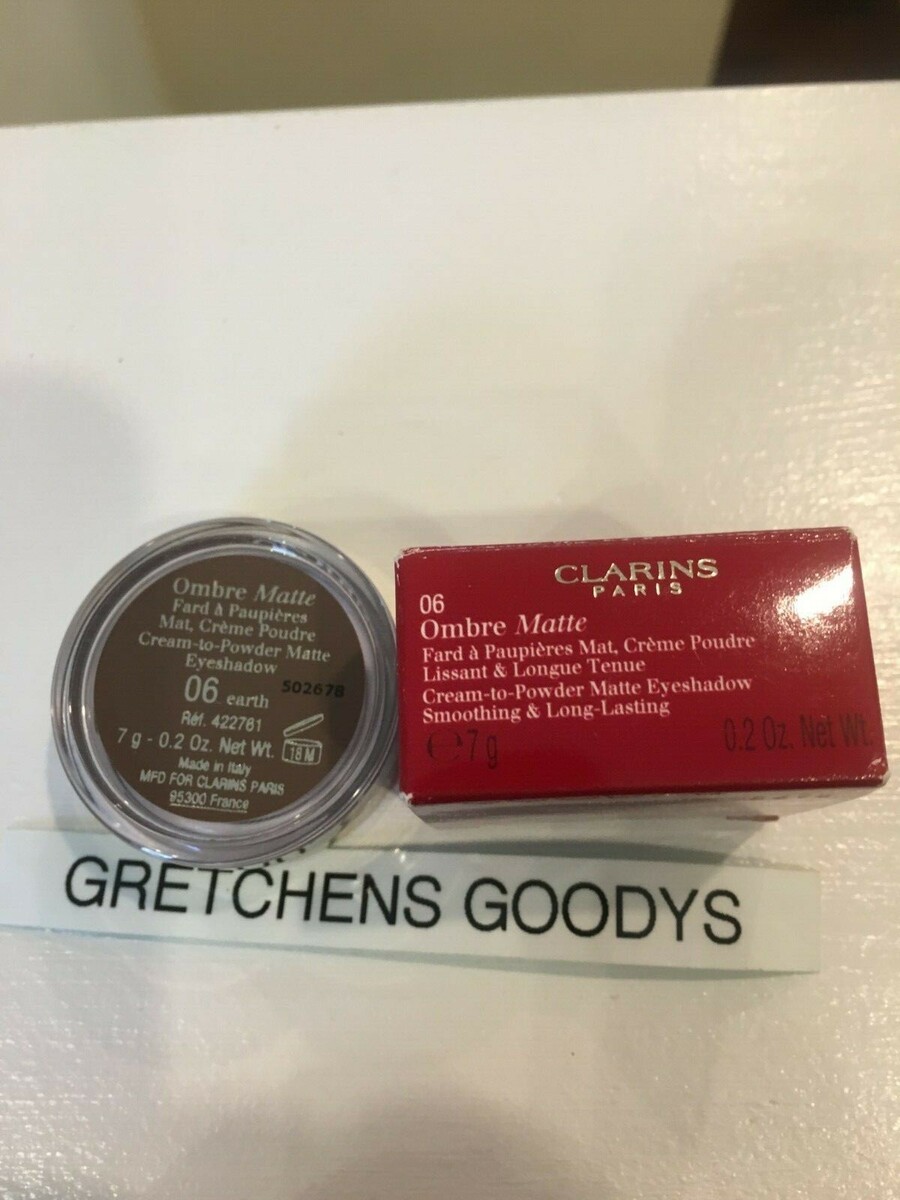 Ombre Matte
Fard à Paupières
Mat, Crème Poudre
Cream-to-Powder Matte
Eyeshadow
06 earth
502678
Réf. 422761
7 g - 0.2 Oz. Net Wt.
18 M
Made in Italy
MFD FOR CLARINS PARIS
95300 France
CLARINS
PARIS
06
Ombre Matte
Fard à Paupières Mat, Crème Poudre
Lissant & Longue Tenue
Cream-to-Powder Matte Eyeshadow
Smoothing & Long-Lasting
℮ 7 g
0.2 Oz. Net Wt.
GRETCHENS GOODYS